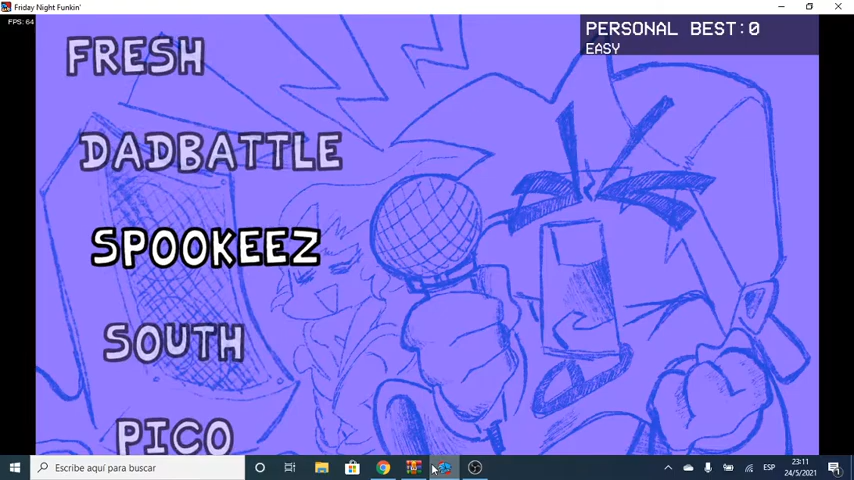 Friday Night Funkin'
FPS: 64
PERSONAL BEST:0
EASY
FRESH
DADBATTLE
SPOOKEEZ
SOUTH
PICO
Escribe aquí para buscar
ESP
23:11
24/5/2021